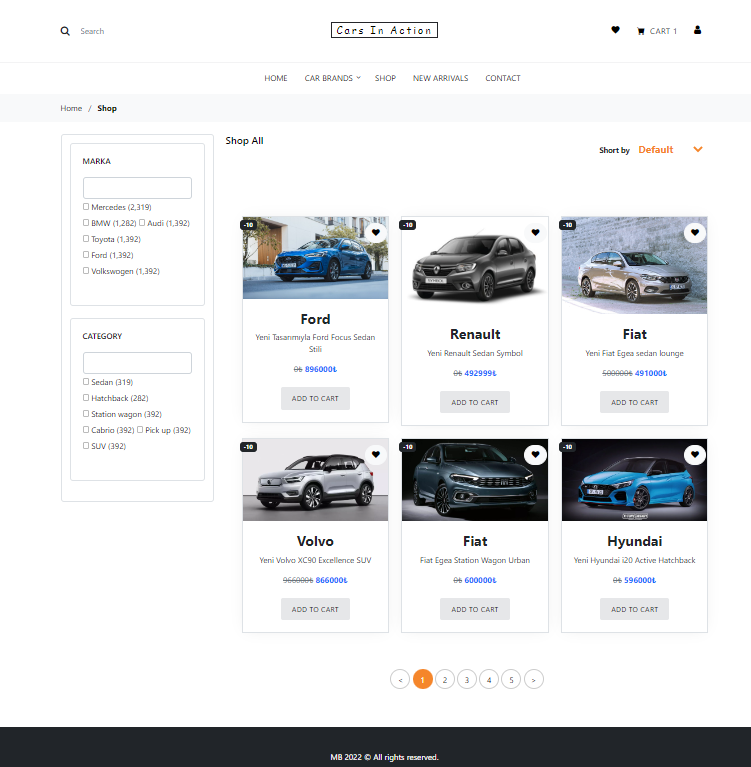 Search
Cars In Action
CART 1
HOME CAR BRANDS SHOP NEW ARRIVALS CONTACT
Home / Shop
MARKA
Mercedes (2,319)
BMW (1,282) Audi (1,392)
Toyota (1,392)
Ford (1,392)
Volkswogen (1,392)
CATEGORY
Sedan (319)
Hatchback (282)
Station wagon (392)
Cabrio (392) Pick up (392)
SUV (392)
Shop All
Short by Default
-10
Ford
Yeni Tasarımıyla Ford Focus Sedan
Stili
0₺ 896000₺
ADD TO CART
-10
Renault
Yeni Renault Sedan Symbol
0₺ 492999₺
ADD TO CART
-10
Fiat
Yeni Fiat Egea sedan lounge
500000₺ 491000₺
ADD TO CART
-10
Volvo
Yeni Volvo XC90 Excellence SUV
966000₺ 866000₺
ADD TO CART
-10
Fiat
Fiat Egea Station Wagon Urban
0₺ 600000₺
ADD TO CART
-10
Hyundai
Yeni Hyundai i20 Active Hatchback
0₺ 596000₺
ADD TO CART
< 1 2 3 4 5 >
MB 2022 © All rights reserved.